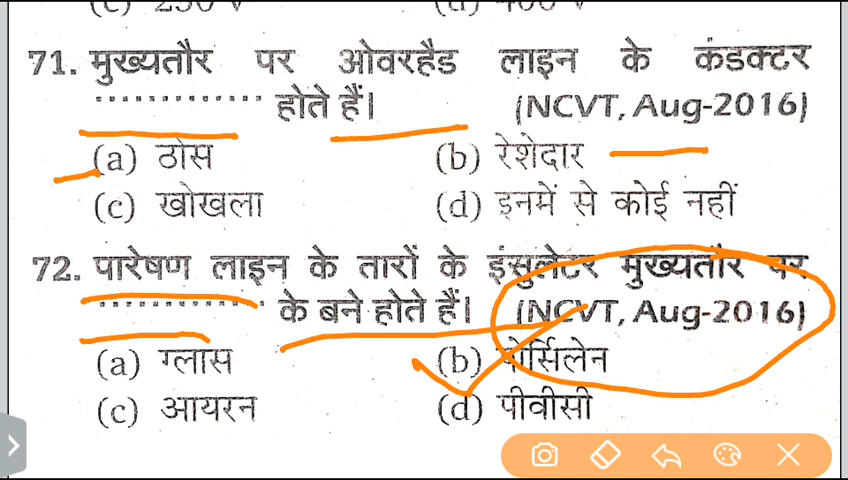 71. मुख्यतौर पर ओवरहैड लाइन के कंडक्टर
.................. होते हैं। (NCVT, Aug-2016)
(a) ठोस (b) रेशेदार
(c) खोखला (d) इनमें से कोई नहीं
72. पारेषण लाइन के तारों के इंसुलेटर मुख्यतौर पर
.................. के बने होते हैं। (NCVT, Aug-2016)
(a) ग्लास (b) पोर्सिलेन
(c) आयरन (d) पीवीसी